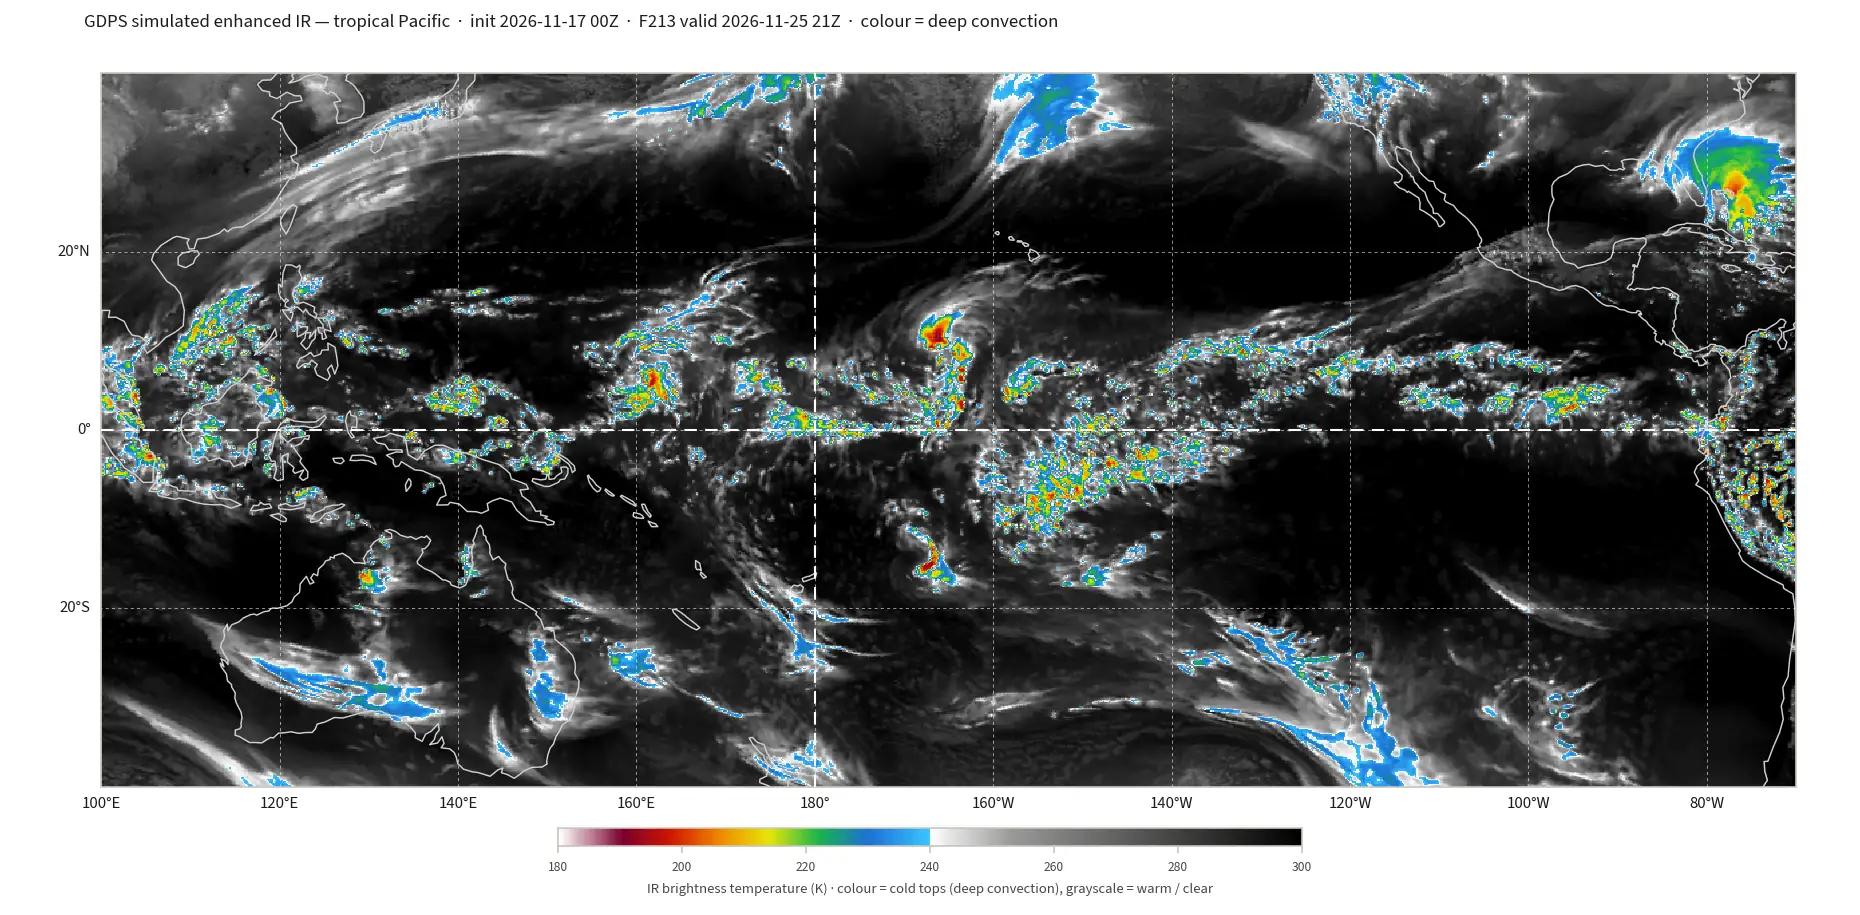 GDPS simulated enhanced IR — tropical Pacific · init 2026-11-17 00Z · F213 valid 2026-11-25 21Z · colour = deep convection
20°N
0°
20°S
100°E 120°E 140°E 160°E 180° 160°W 140°W 120°W 100°W 80°W
180 200 220 240 260 280 300
IR brightness temperature (K) · colour = cold tops (deep convection), grayscale = warm / clear